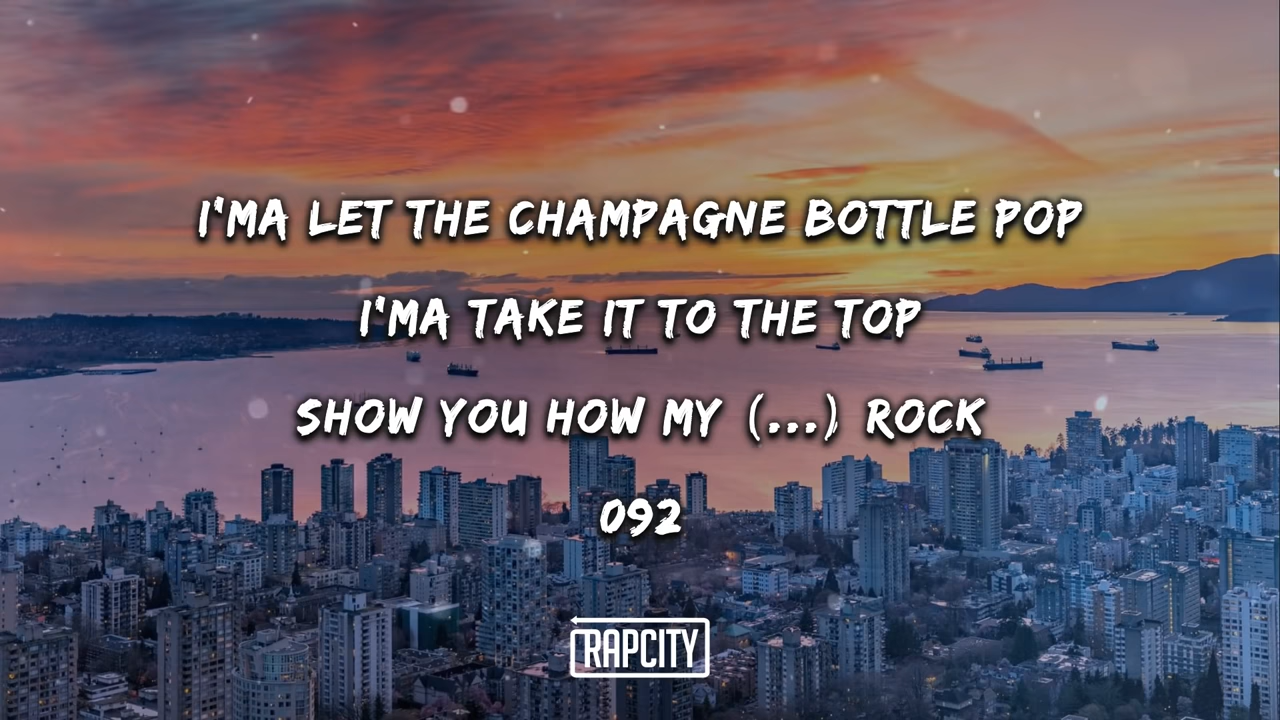 I'MA LET THE CHAMPAGNE BOTTLE POP
I'MA TAKE IT TO THE TOP
SHOW YOU HOW MY (...) ROCK
092
RAPCITY